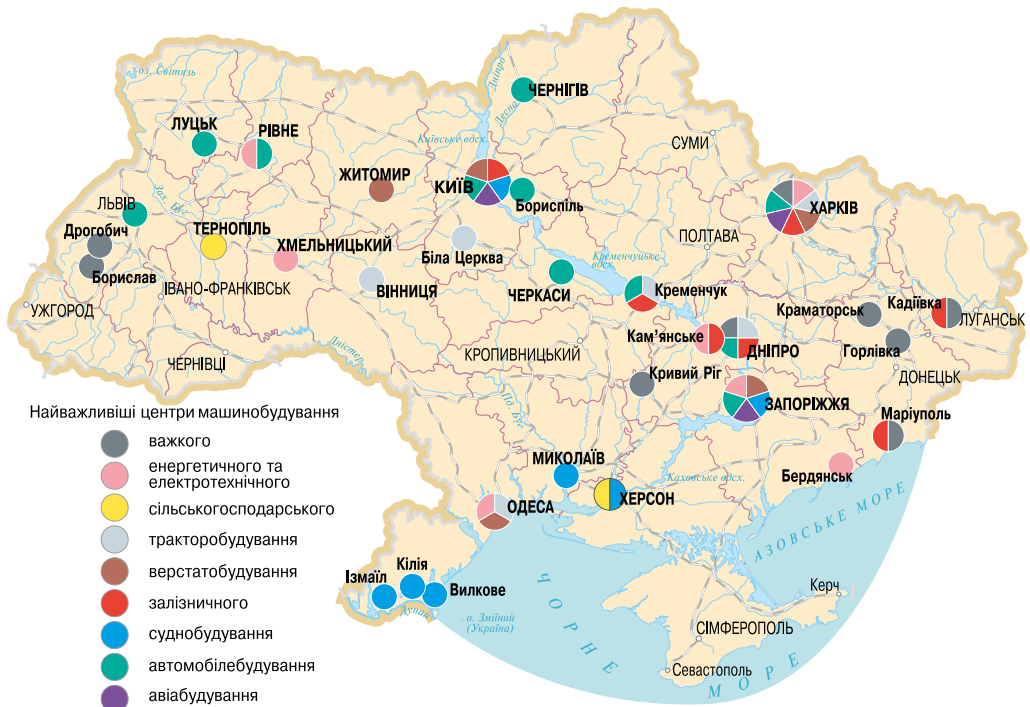 оз. Світязь
Дніпро
Десна
ЧЕРНІГІВ
ЛУЦЬК
РІВНЕ
Київське вдсх.
СУМИ
ЖИТОМИР
КИЇВ
Бориспіль
ХАРКІВ
ЛЬВІВ
Зах. Буг
Дрогобич
ТЕРНОПІЛЬ
ХМЕЛЬНИЦЬКИЙ
Біла Церква
ПОЛТАВА
Кременчуцьке
вдсх.
Борислав
ІВАНО-ФРАНКІВСЬК
ВІННИЦЯ
ЧЕРКАСИ
Кременчук
Краматорськ
Кадіївка
УЖГОРОД
ЛУГАНСЬК
Кам’янське
ДНІПРО
Горлівка
ЧЕРНІВЦІ
Дністер
КРОПИВНИЦЬКИЙ
Кривий Ріг
ДОНЕЦЬК
Пд. Буг
ЗАПОРІЖЖЯ
Маріуполь
МИКОЛАЇВ
Каховське вдсх.
Бердянськ
ХЕРСОН
ОДЕСА
АЗОВСЬКЕ МОРЕ
Ізмаїл
Кілія
Вилкове
Дунай
о. Зміїний
(Україна)
Керч
СІМФЕРОПОЛЬ
Севастополь
ЧОРНЕ МОРЕ
Найважливіші центри машинобудування
важкого
енергетичного та
електротехнічного
сільськогосподарського
тракторобудування
верстатобудування
залізничного
суднобудування
автомобілебудування
авіабудування